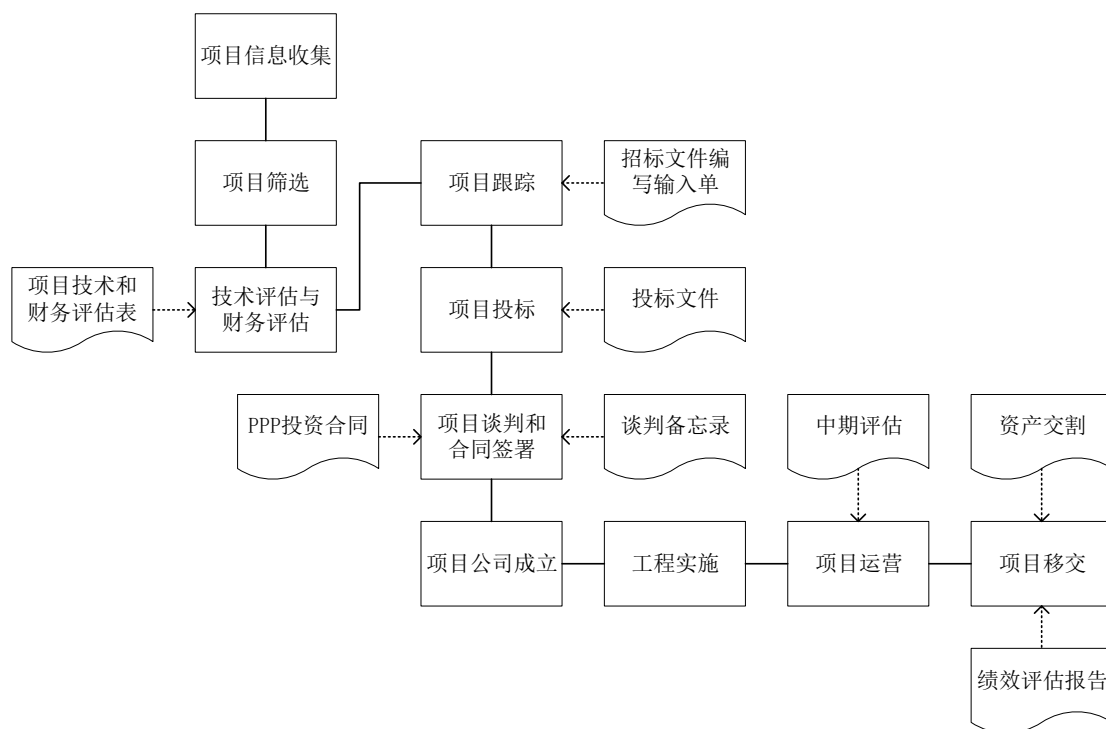 项目信息收集
项目筛选
项目跟踪
招标文件编
写输入单
项目技术和
财务评估表
技术评估与
财务评估
项目投标
投标文件
PPP投资合同
项目谈判和
合同签署
谈判备忘录
中期评估
资产交割
项目公司成立
工程实施
项目运营
项目移交
绩效评估报告